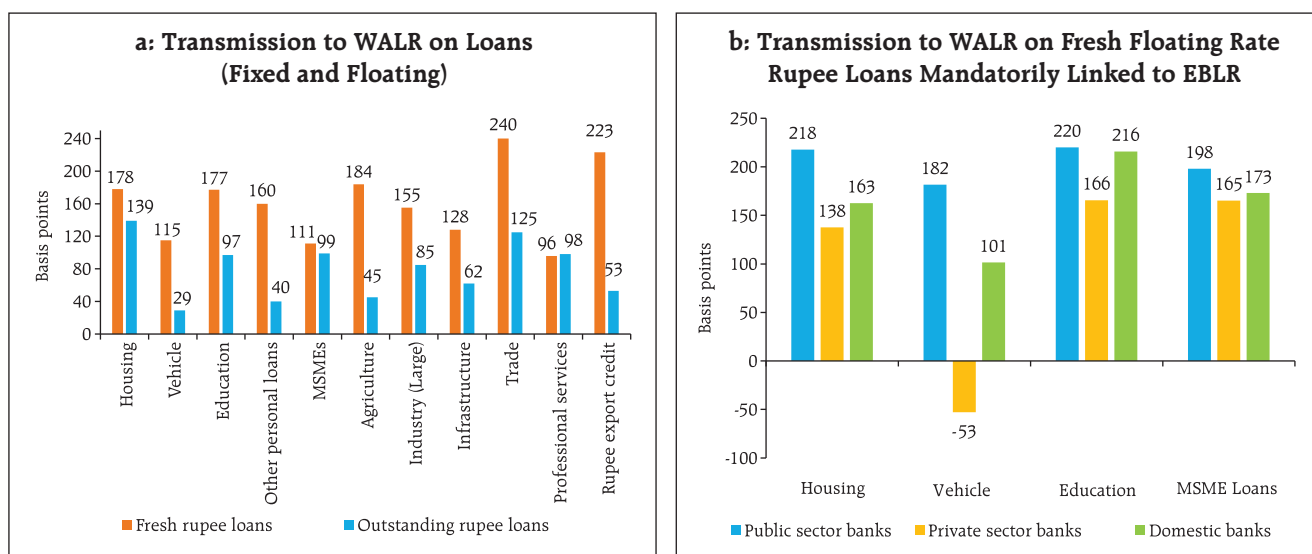 a: Transmission to WALR on Loans
(Fixed and Floating)
Basis points
240
200
160
120
80
40
0
178
139
115
29
177
97
160
40
111
99
184
45
155
85
128
62
240
125
96
98
223
53
Housing
Vehicle
Education
Other personal loans
MSMEs
Agriculture
Industry (Large)
Infrastructure
Trade
Professional services
Rupee export credit
Fresh rupee loans
Outstanding rupee loans
b: Transmission to WALR on Fresh Floating Rate
Rupee Loans Mandatorily Linked to EBLR
Basis points
250
200
150
100
50
0
-50
-100
218
138
163
182
-53
101
220
166
216
198
165
173
Housing
Vehicle
Education
MSME Loans
Public sector banks
Private sector banks
Domestic banks